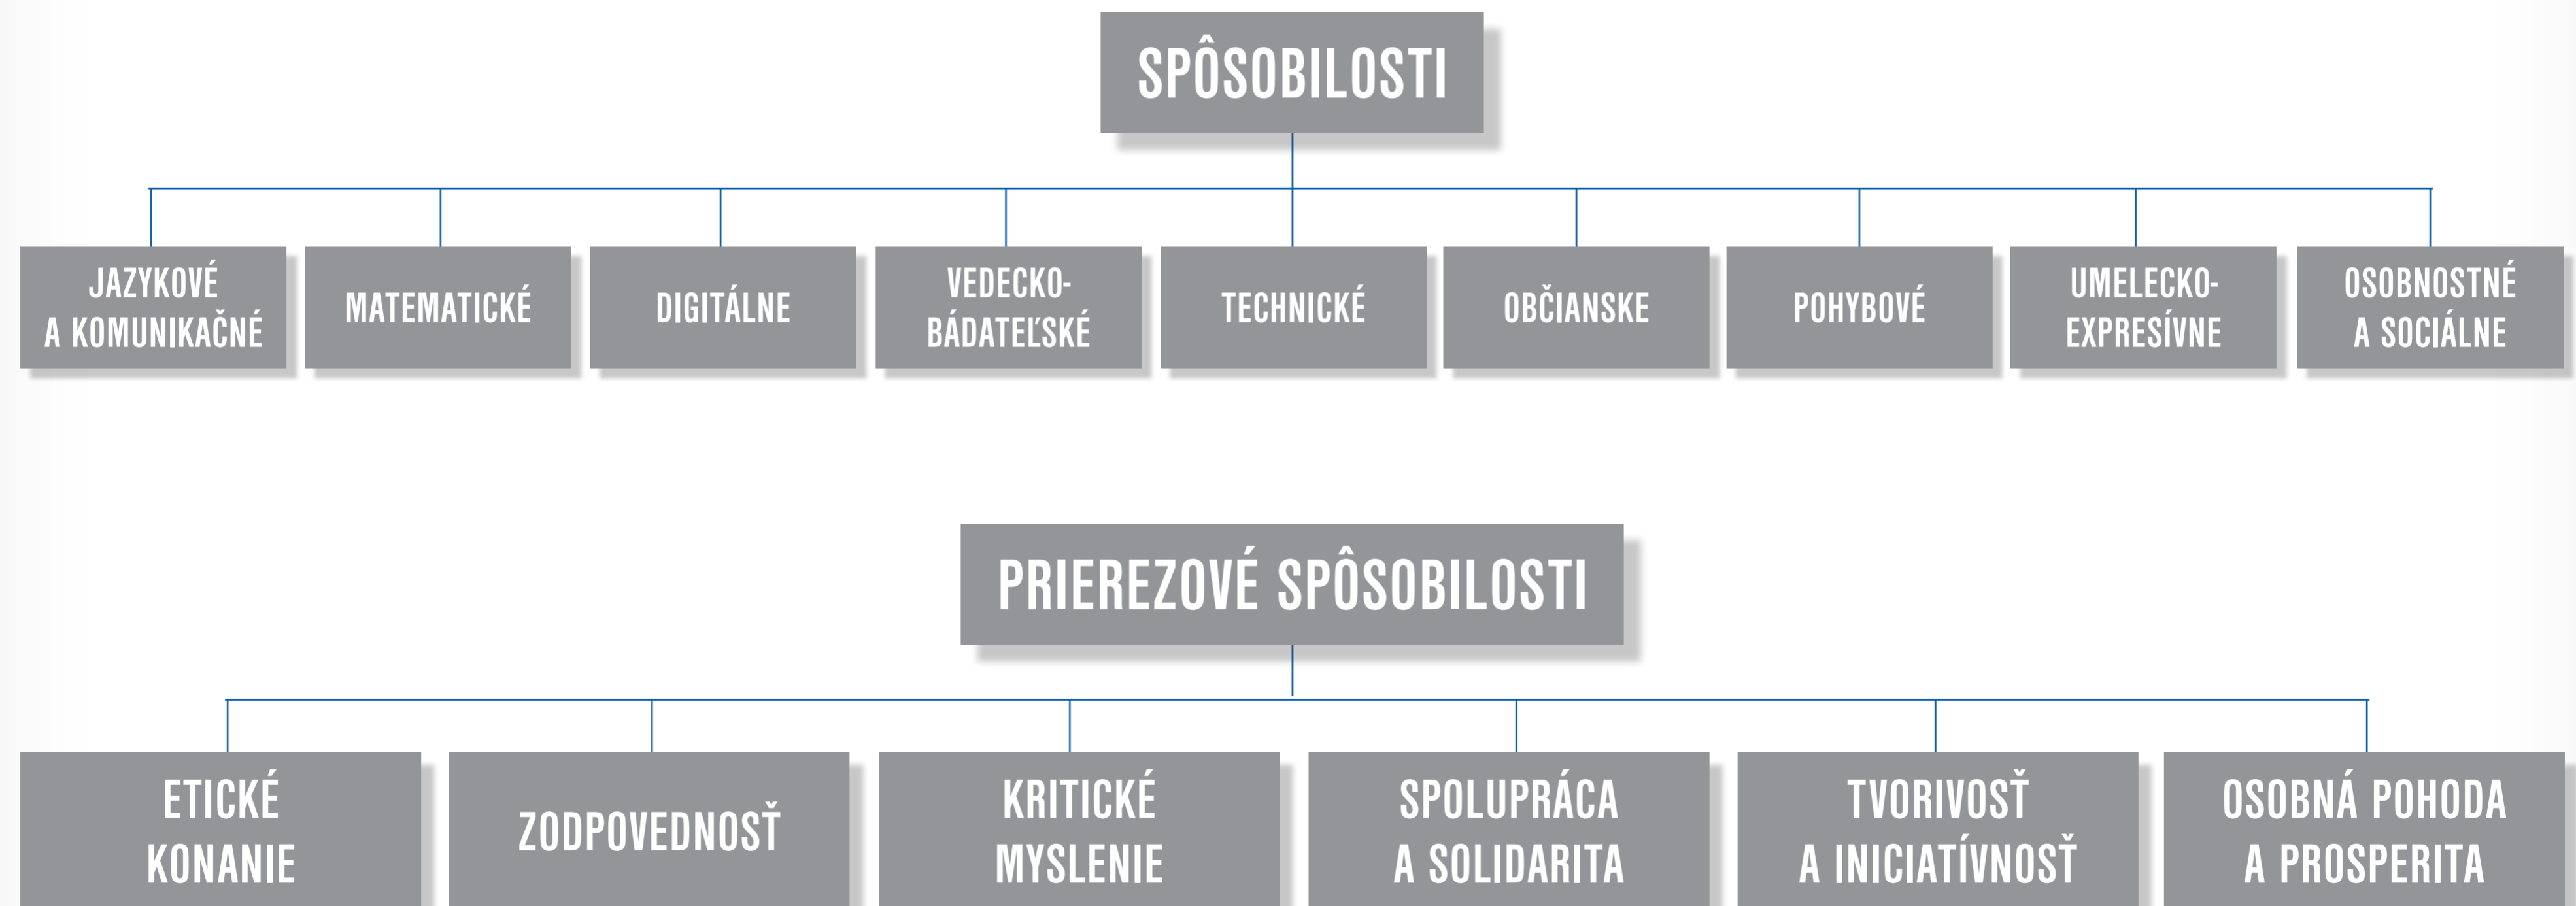 SPÔSOBILOSTI
JAZYKOVÉ
A KOMUNIKAČNÉ
MATEMATICKÉ
DIGITÁLNE
VEDECKO-
BÁDATEĽSKÉ
TECHNICKÉ
OBČIANSKE
POHYBOVÉ
UMELECKO-
EXPRESÍVNE
OSOBNOSTNÉ
A SOCIÁLNE
PRIEREZOVÉ SPÔSOBILOSTI
ETICKÉ
KONANIE
ZODPOVEDNOSŤ
KRITICKÉ
MYSLENIE
SPOLUPRÁCA
A SOLIDARITA
TVORIVOSŤ
A INICIATÍVNOSŤ
OSOBNÁ POHODA
A PROSPERITA